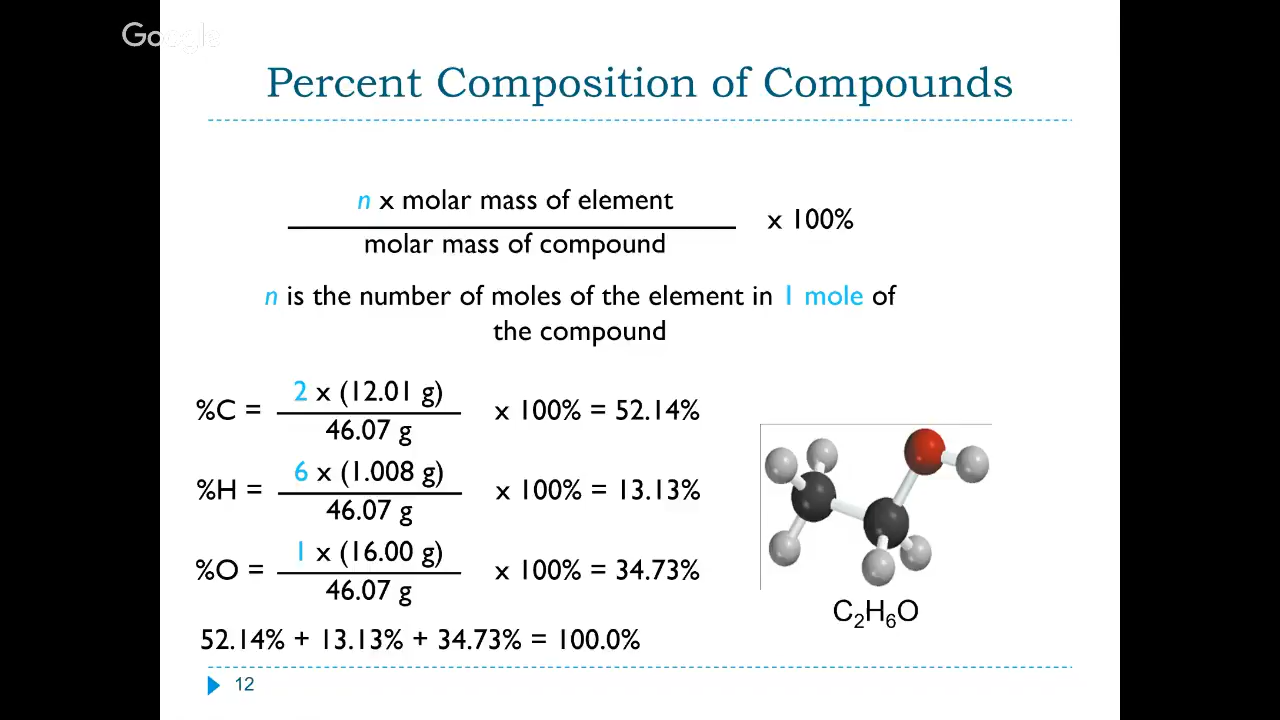 Google
Percent Composition of Compounds
n x molar mass of element
molar mass of compound
x 100%
n is the number of moles of the element in 1 mole of
the compound
%C =
2 x (12.01 g)
46.07 g
x 100% = 52.14%
%H =
6 x (1.008 g)
46.07 g
x 100% = 13.13%
%O =
1 x (16.00 g)
46.07 g
x 100% = 34.73%
C₂H₆O
52.14% + 13.13% + 34.73% = 100.0%
12